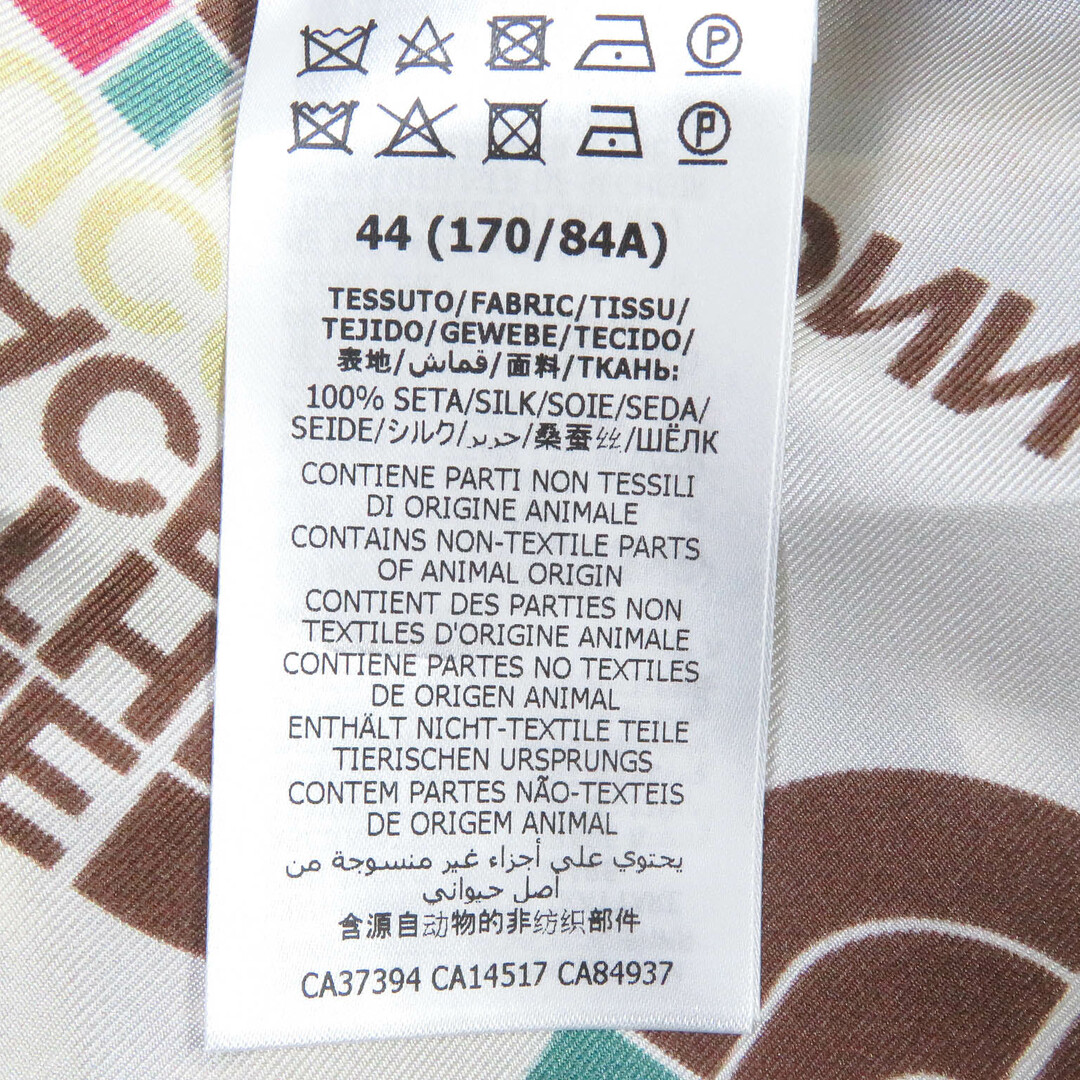 P
P
44 (170/84A)
TESSUTO/FABRIC/TISSU/
TEJIDO/GEWEBE/TECIDO/
表地/قماش/面料/ТКАНЬ:
100% SETA/SILK/SOIE/SEDA/
SEIDE/シルク/حرير/桑蚕丝/ШЁЛК
CONTIENE PARTI NON TESSILI
DI ORIGINE ANIMALE
CONTAINS NON-TEXTILE PARTS
OF ANIMAL ORIGIN
CONTIENT DES PARTIES NON
TEXTILES D'ORIGINE ANIMALE
CONTIENE PARTES NO TEXTILES
DE ORIGEN ANIMAL
ENTHÄLT NICHT-TEXTILE TEILE
TIERISCHEN URSPRUNGS
CONTEM PARTES NÃO-TEXTEIS
DE ORIGEM ANIMAL
يحتوي علي أجزاء غير منسوجة من
أصل حيواني
含源自动物的非纺织部件
CA37394 CA14517 CA84937